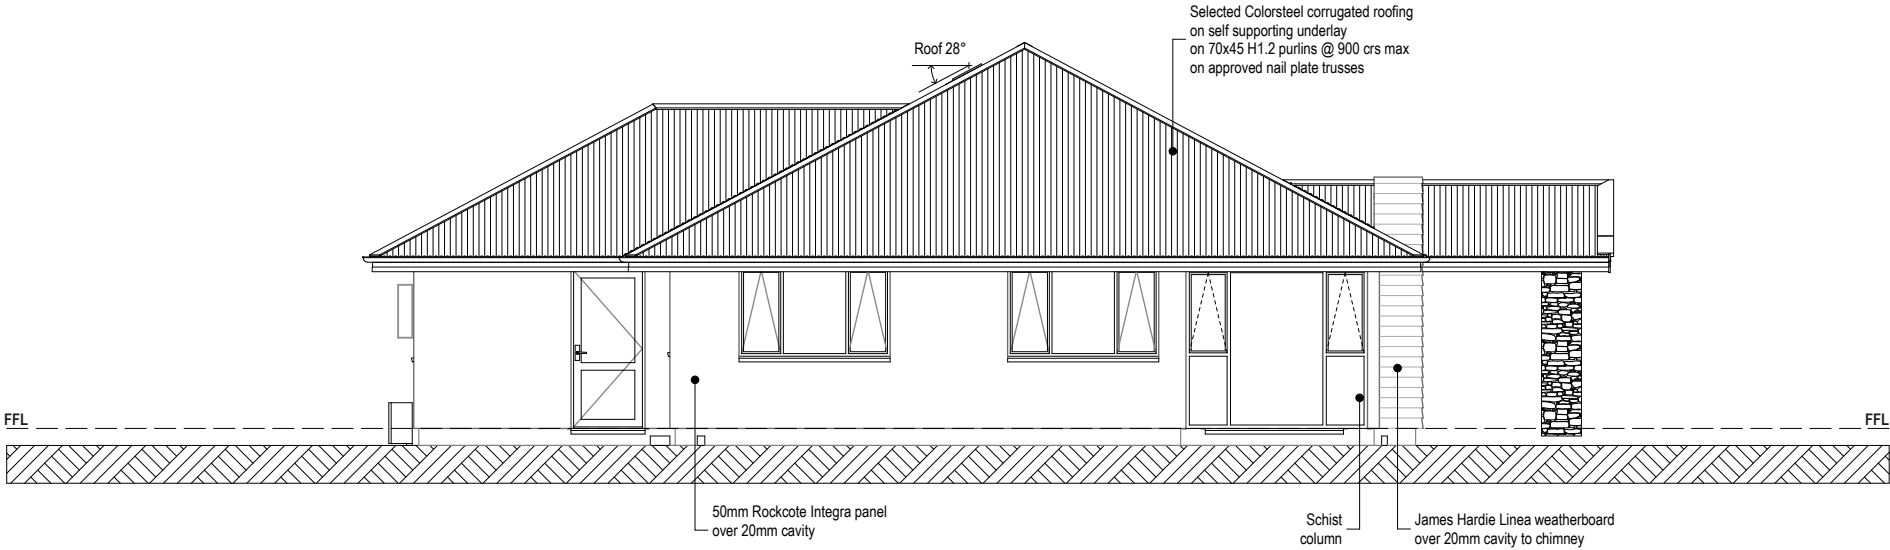 Selected Colorsteel corrugated roofing
on self supporting underlay
on 70x45 H1.2 purlins @ 900 crs max
on approved nail plate trusses
Roof 28°
FFL
FFL
50mm Rockcote Integra panel
over 20mm cavity
Schist
column
James Hardie Linea weatherboard
over 20mm cavity to chimney